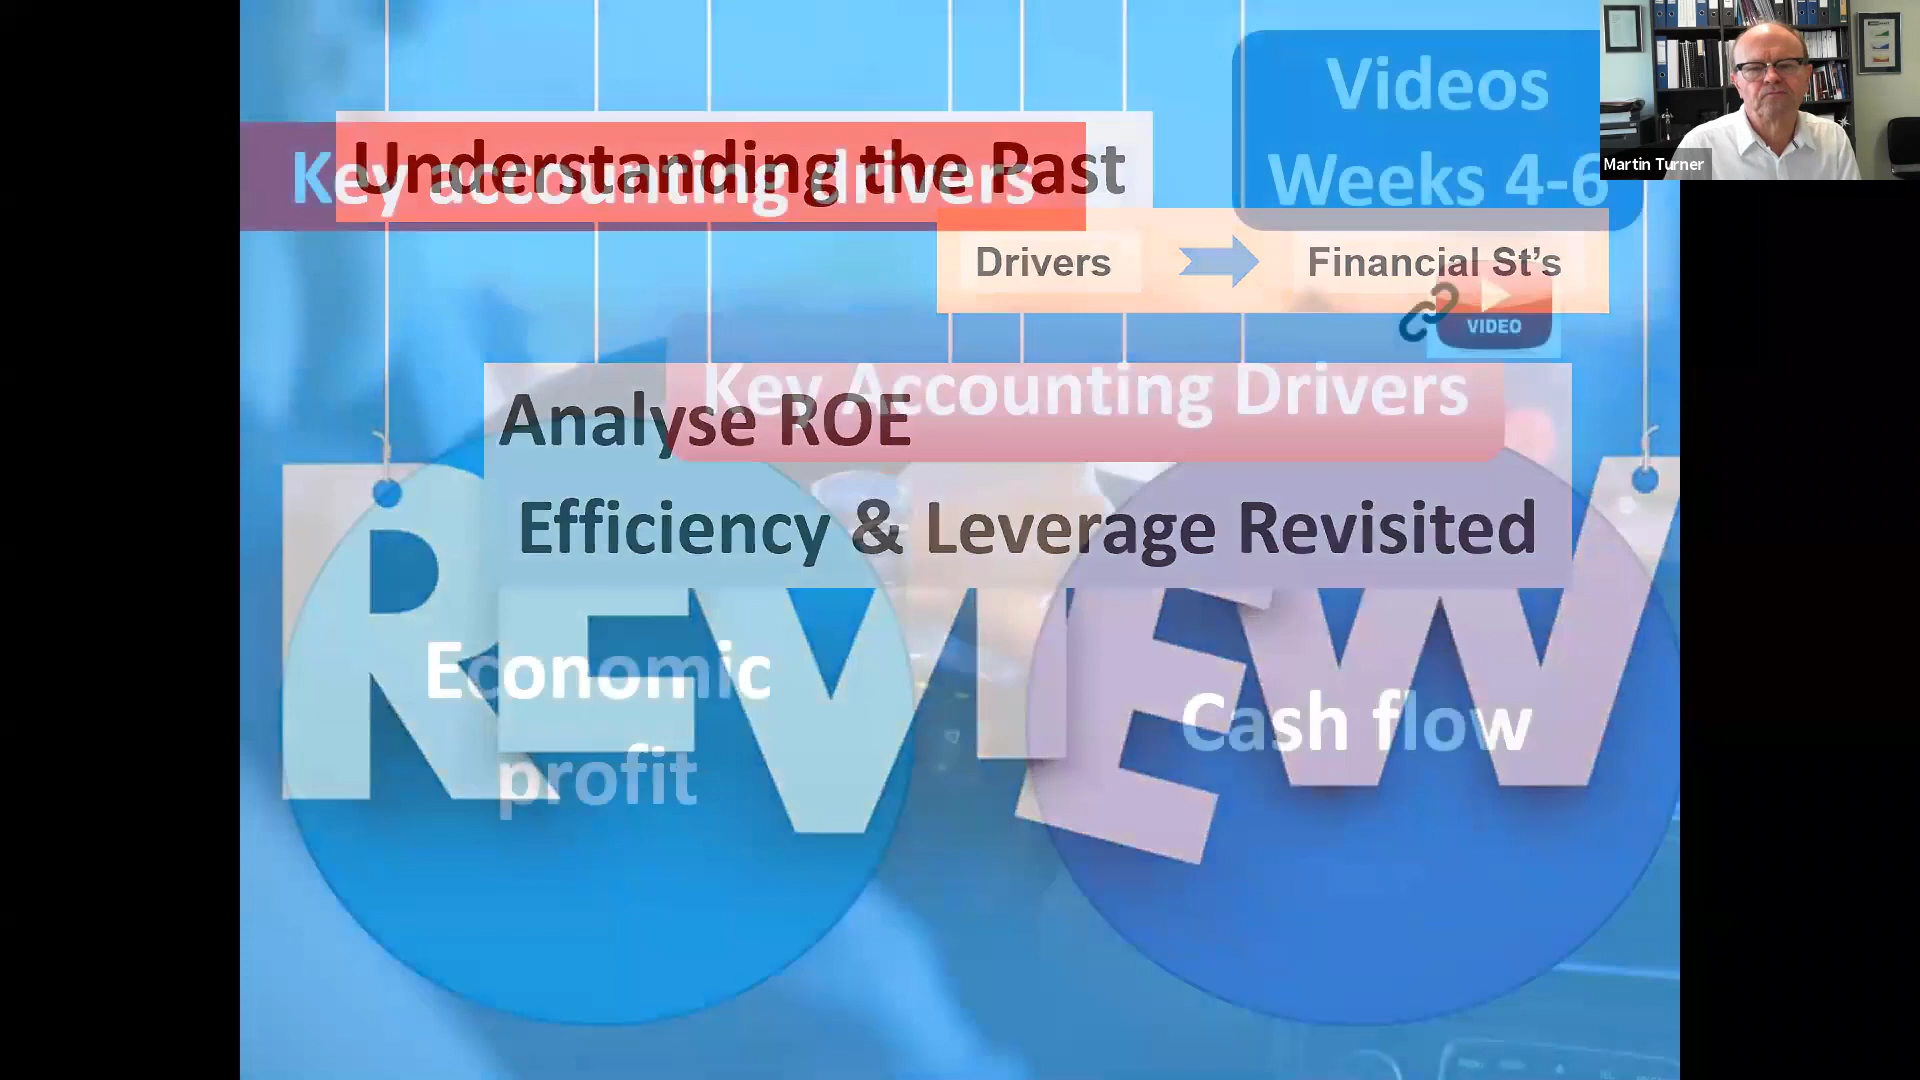 Videos
Weeks 4-6
Martin Turner
Understanding the Past
Key accounting drivers
Drivers
Financial St's
VIDEO
Key Accounting Drivers
Analyse ROE
Efficiency & Leverage Revisited
REVIEW
Economic
profit
Cash flow